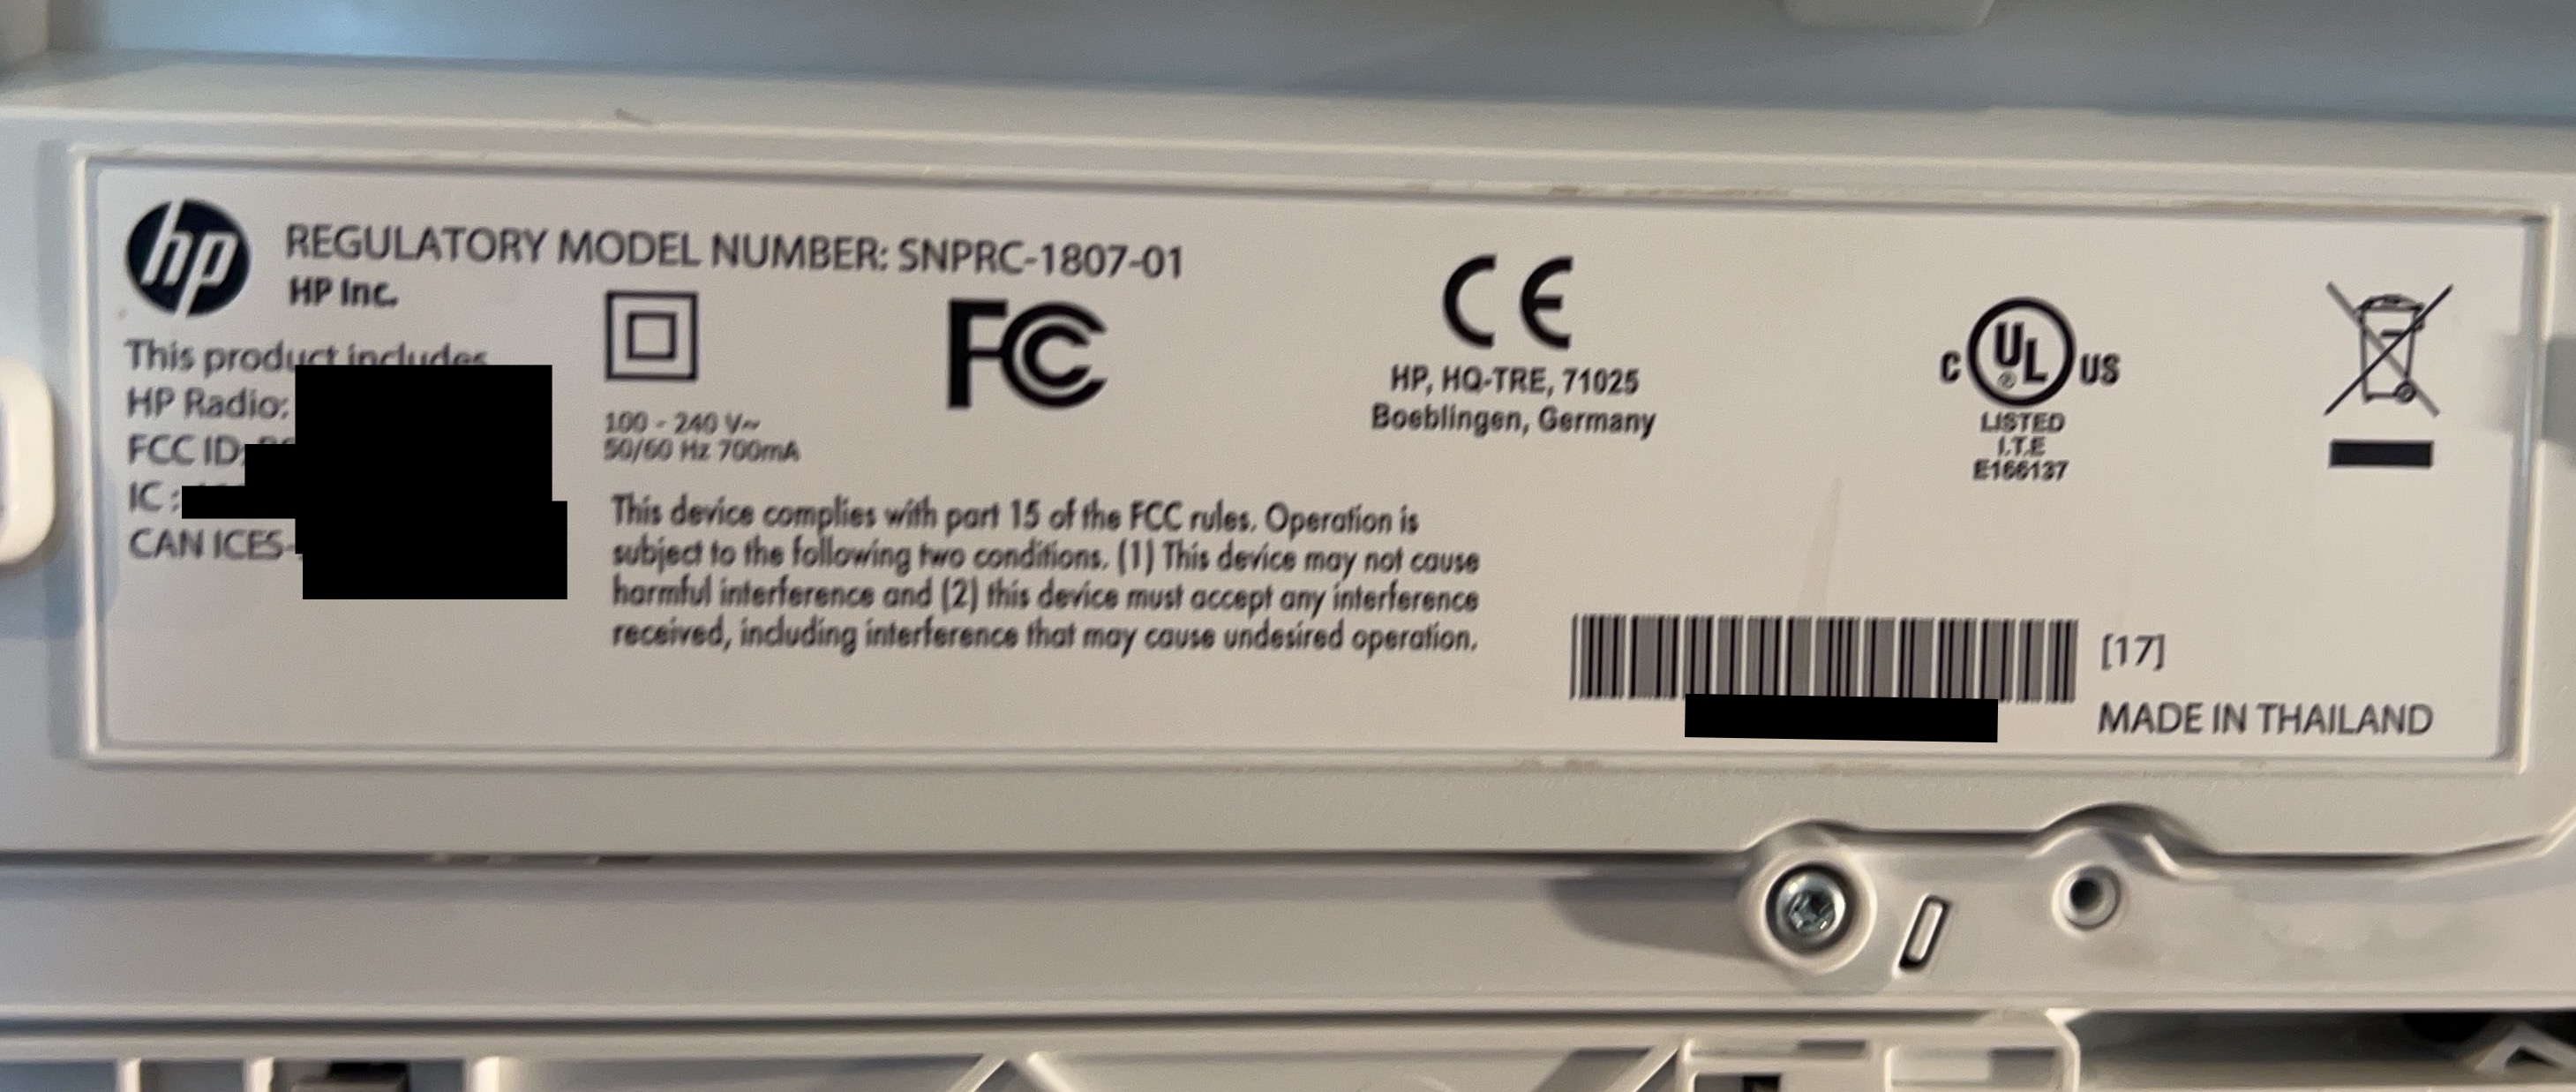 hp
REGULATORY MODEL NUMBER: SNPRC-1807-01
HP Inc.
This product includes
HP Radio:
FCC ID:
IC :
CAN ICES-
100 - 240 V~
50/60 Hz 700mA
FC
CE
HP, HQ-TRE, 71025
Boeblingen, Germany
C UL US
®
LISTED
I.T.E
E166137
This device complies with part 15 of the FCC rules. Operation is
subject to the following two conditions. (1) This device may not cause
harmful interference and (2) this device must accept any interference
received, including interference that may cause undesired operation.
[17]
MADE IN THAILAND